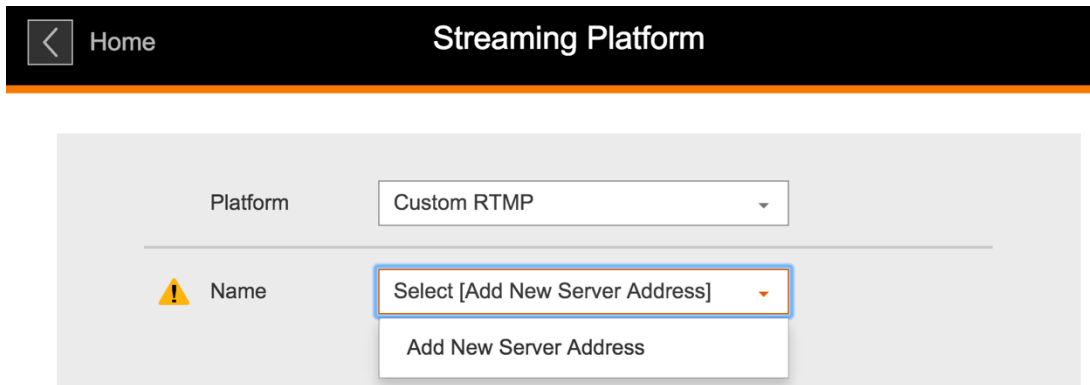 Home
Streaming Platform
Platform
Custom RTMP
Name
Select [Add New Server Address]
Add New Server Address